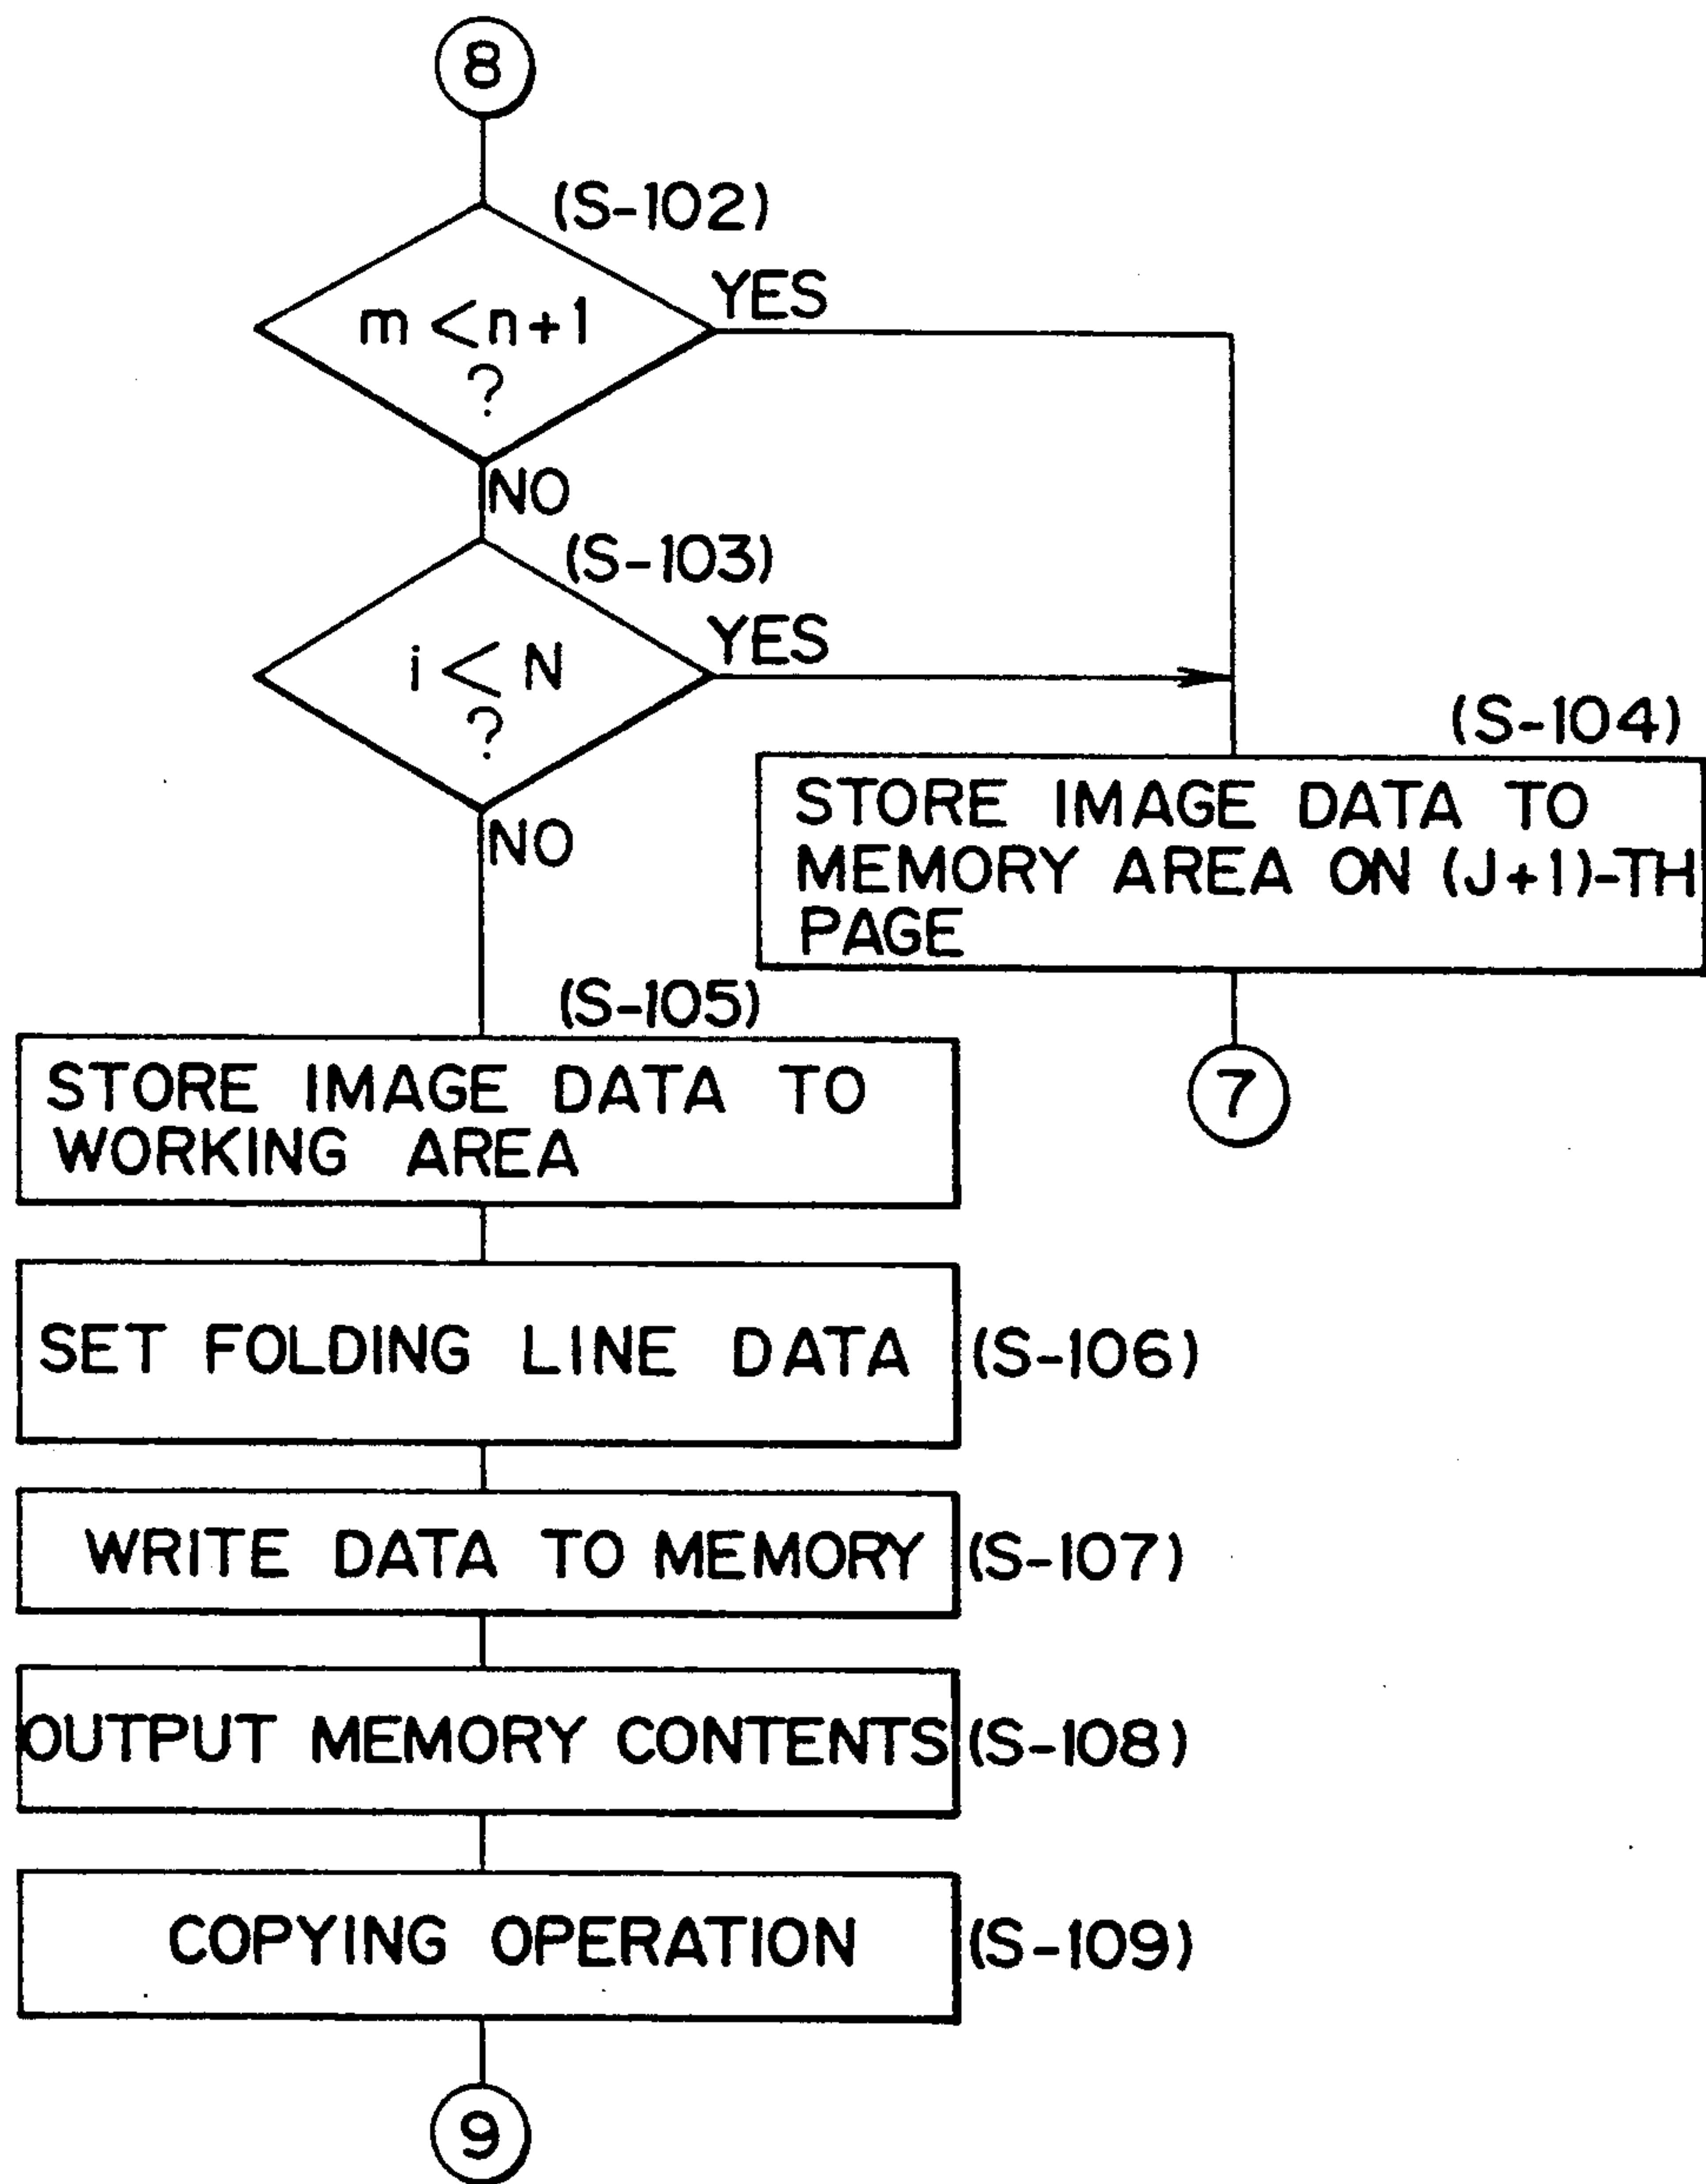 8
(S-102)
m<n+1
?
YES
NO
(S-103)
i<N
?
YES
NO
(S-104)
STORE IMAGE DATA TO
MEMORY AREA ON (J+1)-TH
PAGE
7
(S-105)
STORE IMAGE DATA TO
WORKING AREA
SET FOLDING LINE DATA (S-106)
WRITE DATA TO MEMORY (S-107)
OUTPUT MEMORY CONTENTS (S-108)
COPYING OPERATION (S-109)
9